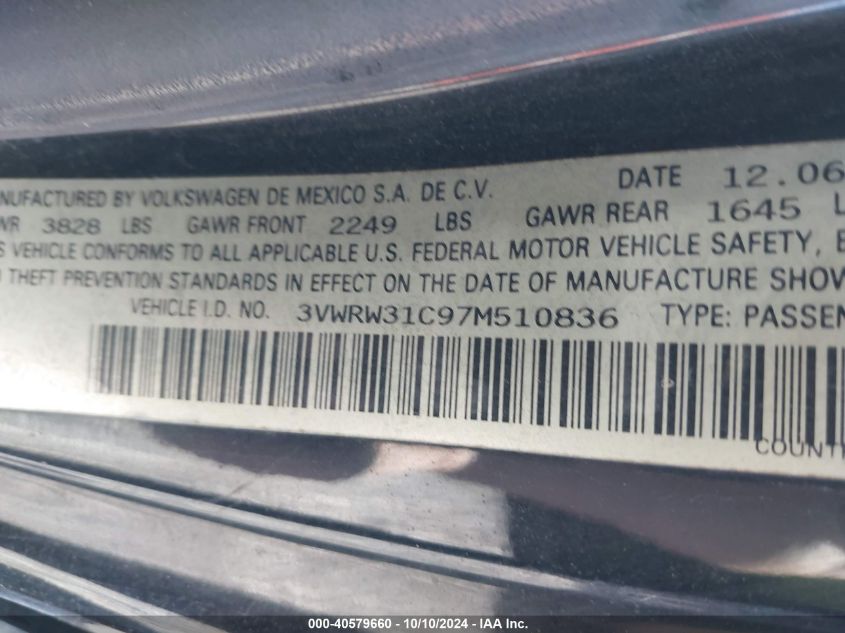 NUFACTURED BY VOLKSWAGEN DE MEXICO S.A. DE C.V. DATE 12.06
WR 3828 LBS GAWR FRONT 2249 LBS GAWR REAR 1645 L
S VEHICLE CONFORMS TO ALL APPLICABLE U.S. FEDERAL MOTOR VEHICLE SAFETY, B
THEFT PREVENTION STANDARDS IN EFFECT ON THE DATE OF MANUFACTURE SHOW
VEHICLE I.D. NO. 3VWRW31C97M510836 TYPE: PASSEN
COUNT
000-40579660 - 10/10/2024 - IAA Inc.